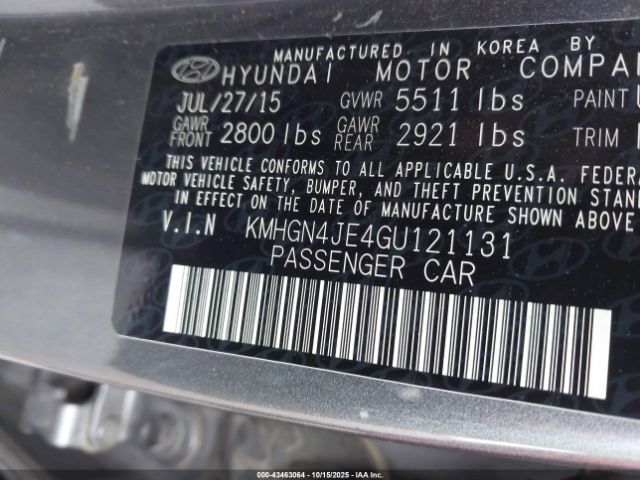 MANUFACTURED IN KOREA BY
HYUNDAI MOTOR COMPA
JUL/27/15 GVWR 5511 lbs PAINT
GAWR FRONT 2800 lbs GAWR REAR 2921 lbs TRIM
THIS VEHICLE CONFORMS TO ALL APPLICABLE U.S.A. FEDERA
MOTOR VEHICLE SAFETY, BUMPER, AND THEFT PREVENTION STAN
IN EFFECT ON THE DATE OF MANUFACTURE SHOWN ABOVE
V.I.N KMHGN4JE4GU121131
PASSENGER CAR
000-43463064 | 10/15/2025 | Copyright: IAA, Inc.